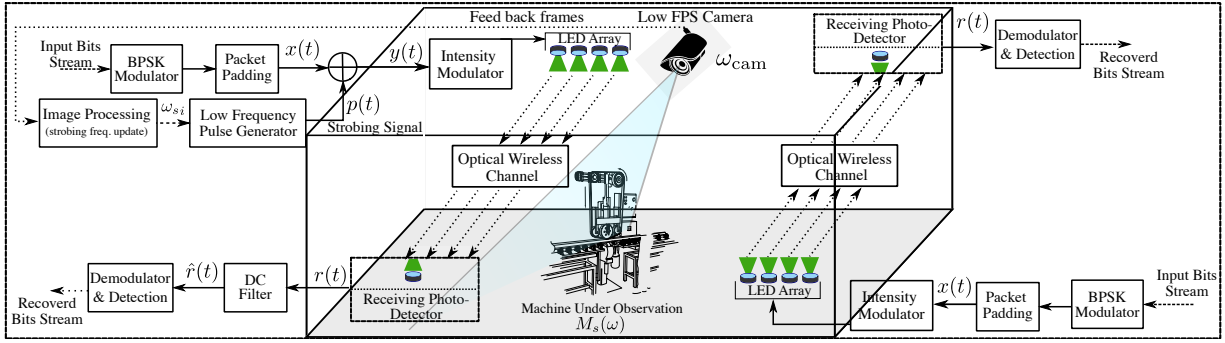 Feed back frames
Low FPS Camera
Input Bits
Stream
BPSK
Modulator
Packet
Padding
x(t)
y(t)
Intensity
Modulator
LED Array
ω_cam
Receiving Photo-
Detector
r(t)
Demodulator
& Detection
Recoverd
Bits Stream
Image Processing
(strobing freq. update)
ω_{si}
Low Frequency
Pulse Generator
p(t)
Strobing Signal
Optical Wireless
Channel
Optical Wireless
Channel
Demodulator
& Detection
Recoverd
Bits Stream
r̂(t)
DC
Filter
r(t)
Receiving Photo-
Detector
Machine Under Observation
M_s(ω)
LED Array
Intensity
Modulator
x(t)
Packet
Padding
BPSK
Modulator
Input Bits
Stream